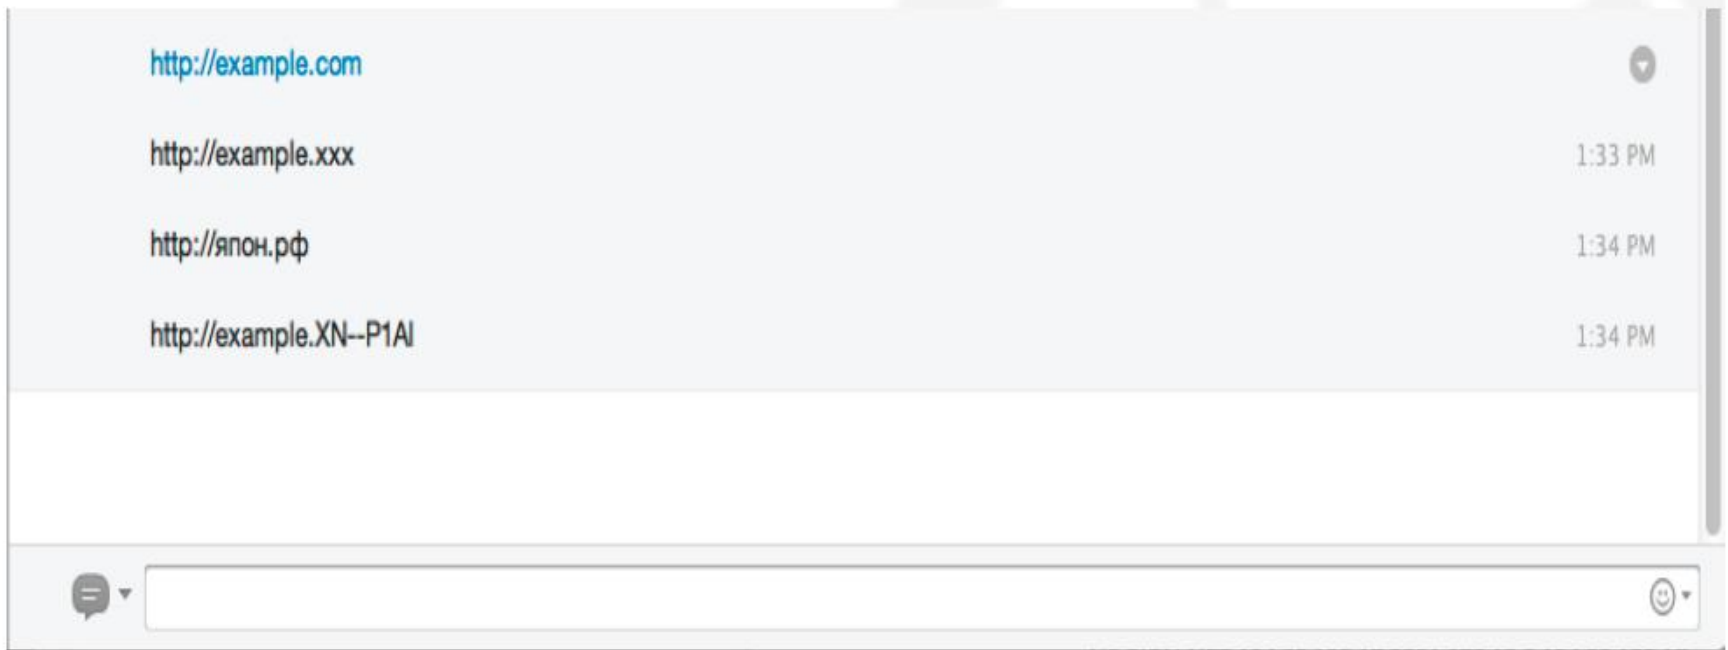 http://example.com
http://example.xxx
1:33 PM
http://япон.рф
1:34 PM
http://example.XN--P1AI
1:34 PM